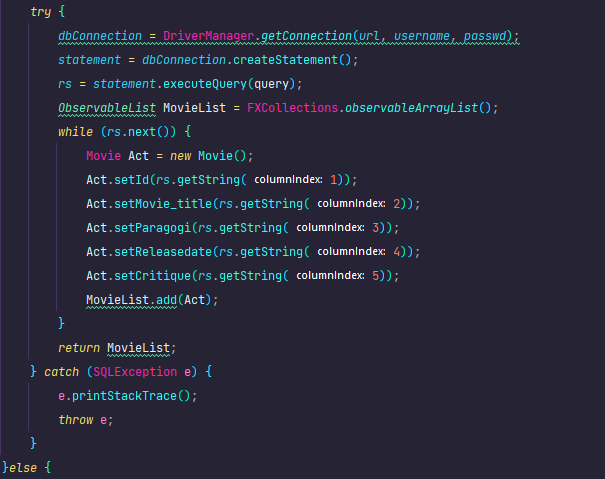 try {
dbConnection = DriverManager.getConnection(url, username, passwd);
statement = dbConnection.createStatement();
rs = statement.executeQuery(query);
ObservableList MovieList = FXCollections.observableArrayList();
while (rs.next()) {
Movie Act = new Movie();
Act.setId(rs.getString( columnIndex: 1));
Act.setMovie_title(rs.getString( columnIndex: 2));
Act.setParagogi(rs.getString( columnIndex: 3));
Act.setReleasedate(rs.getString( columnIndex: 4));
Act.setCritique(rs.getString( columnIndex: 5));
MovieList.add(Act);
}
return MovieList;
} catch (SQLException e) {
e.printStackTrace();
throw e;
}
}else {